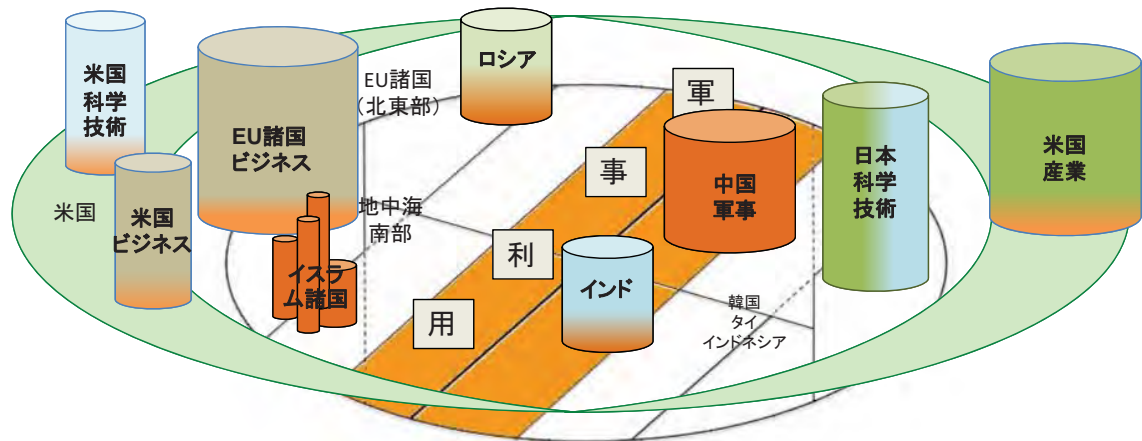 米国
科学
技術
EU諸国
ビジネス
米国
米国
ビジネス
イスラ
ム諸国
EU諸国
（北東部）
地中海
南部
ロシア
軍
事
利
用
中国
軍事
インド
韓国
タイ
インドネシア
日本
科学
技術
米国
産業